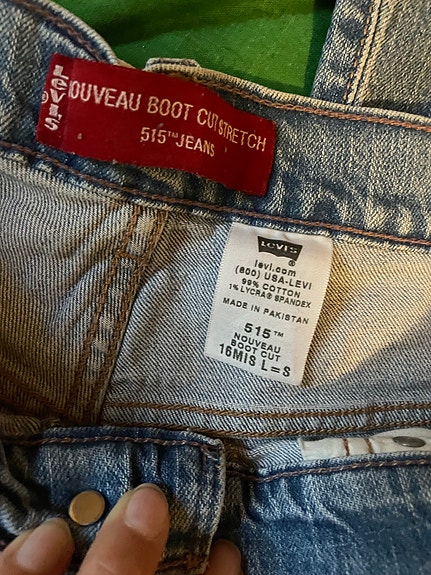 LEVI'S
NOUVEAU BOOT CUT STRETCH
515™ JEANS
LEVI'S®
levi.com
(800) USA-LEVI
99% COTTON
1% LYCRA® SPANDEX
MADE IN PAKISTAN
515™
NOUVEAU
BOOT CUT
16MIS L=S